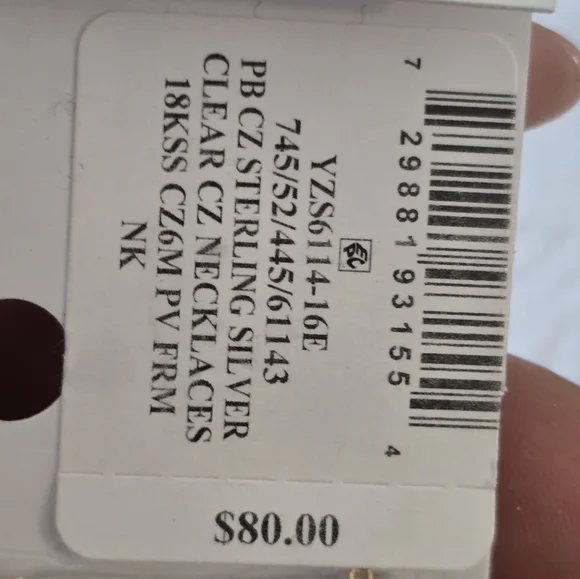 7 29881 93155 4
YZS6114-16E
745/52/445/61143
PB CZ STERLING SILVER
CLEAR CZ NECKLACES
18KSS CZ6M PV FRM
NK
$80.00